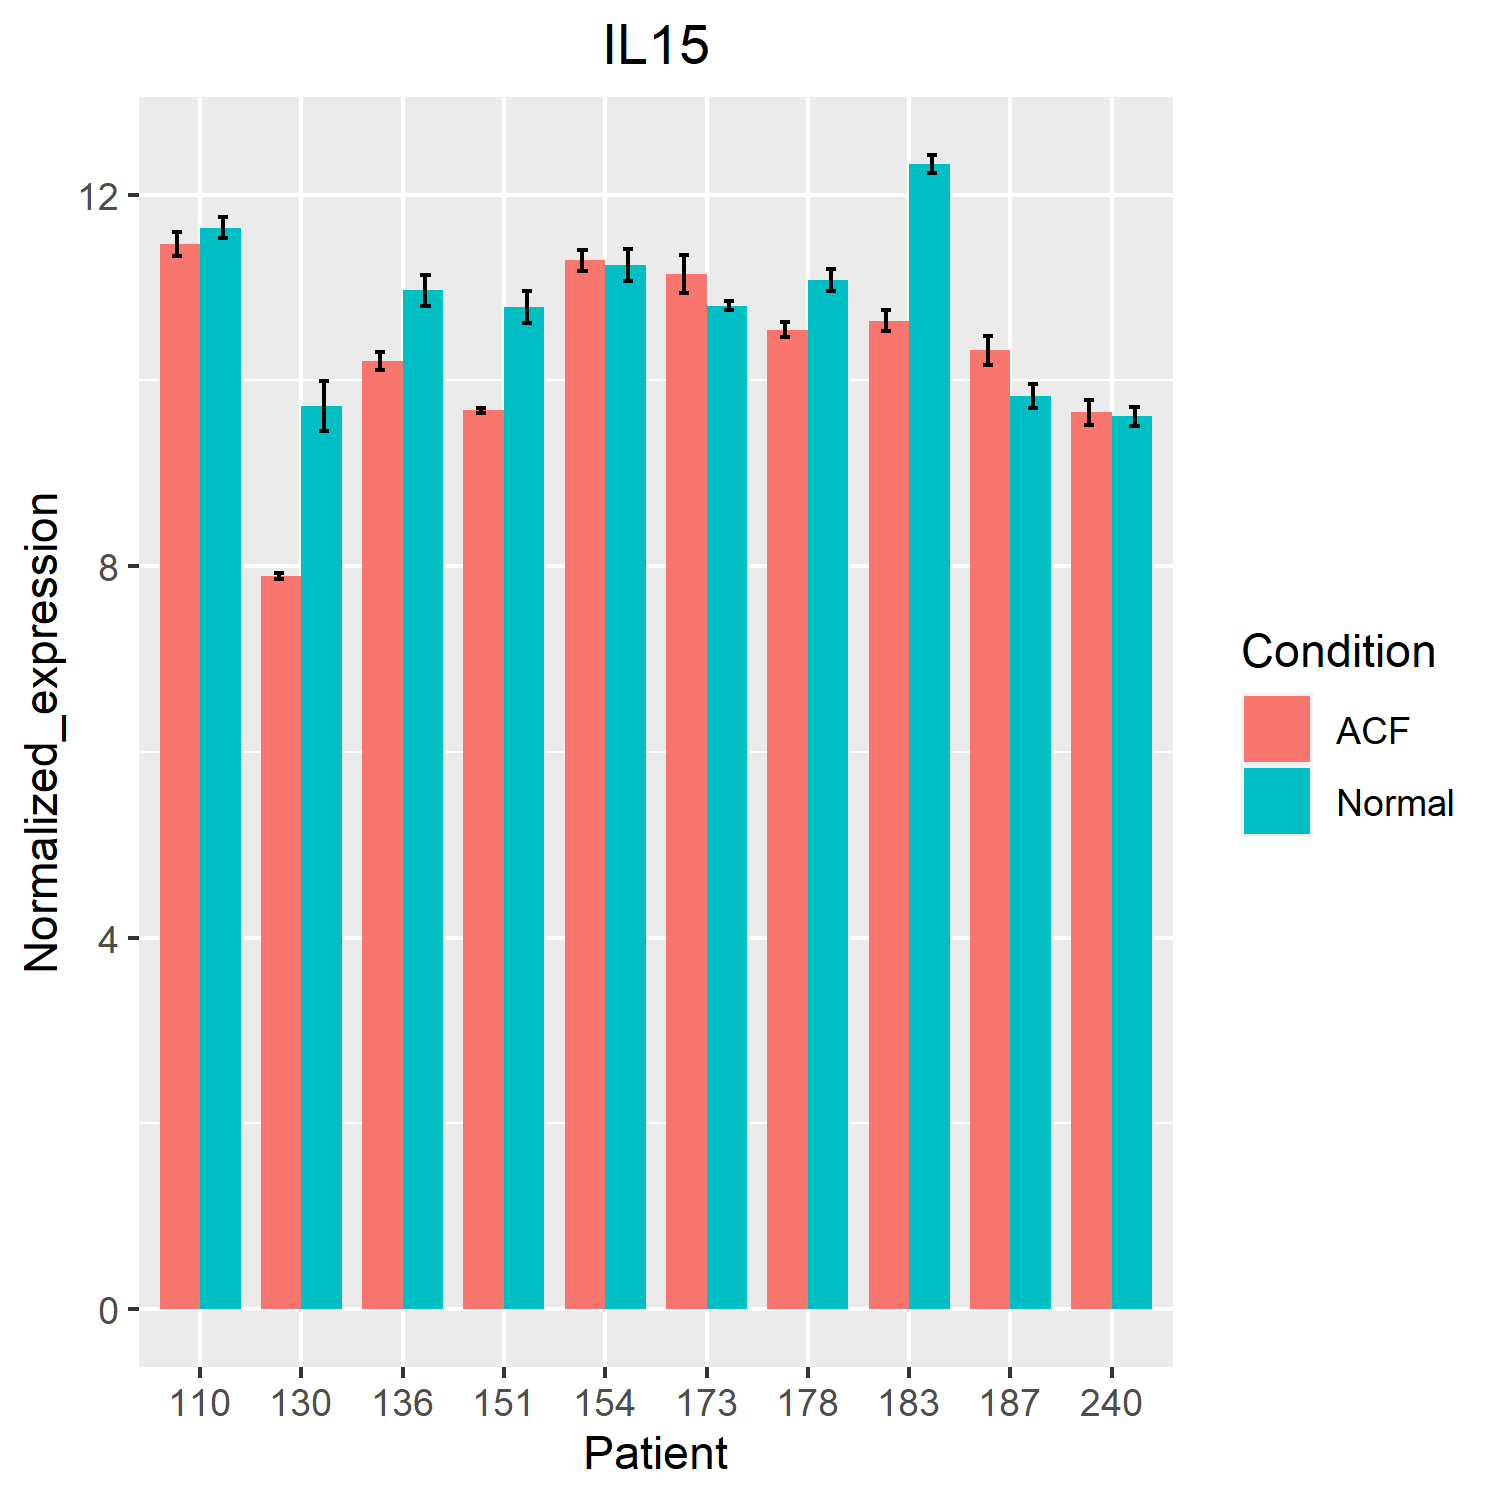 IL15
Normalized_expression
12
8
4
0
110 130 136 151 154 173 178 183 187 240
Patient
Condition
ACF
Normal